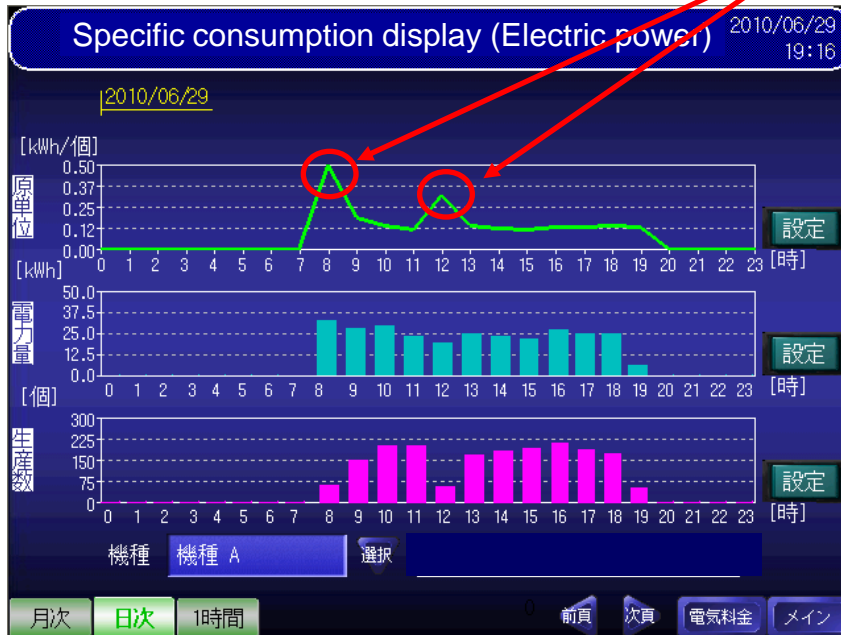 Specific consumption display (Electric power)
2010/06/29
19:16
2010/06/29
[kWh/個]
原単位
0.50
0.37
0.25
0.12
0.00
0 1 2 3 4 5 6 7 8 9 10 11 12 13 14 15 16 17 18 19 20 21 22 23 [時]
設定
[kWh]
電力量
50.0
37.5
25.0
12.5
0.0
0 1 2 3 4 5 6 7 8 9 10 11 12 13 14 15 16 17 18 19 20 21 22 23 [時]
設定
[個]
生産数
300
225
150
75
0
0 1 2 3 4 5 6 7 8 9 10 11 12 13 14 15 16 17 18 19 20 21 22 23 [時]
設定
機種 機種 A 選択
0
月次 日次 1時間 前頁 次頁 電気料金 メイン